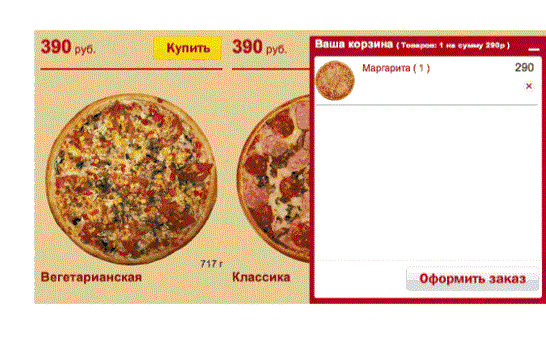 390 руб.
Купить
390 руб.
Ваша корзина ( Товаров: 1 на сумму 290р )
Маргарита ( 1 )
290
×
717 г
Вегетарианская
Классика
Оформить заказ